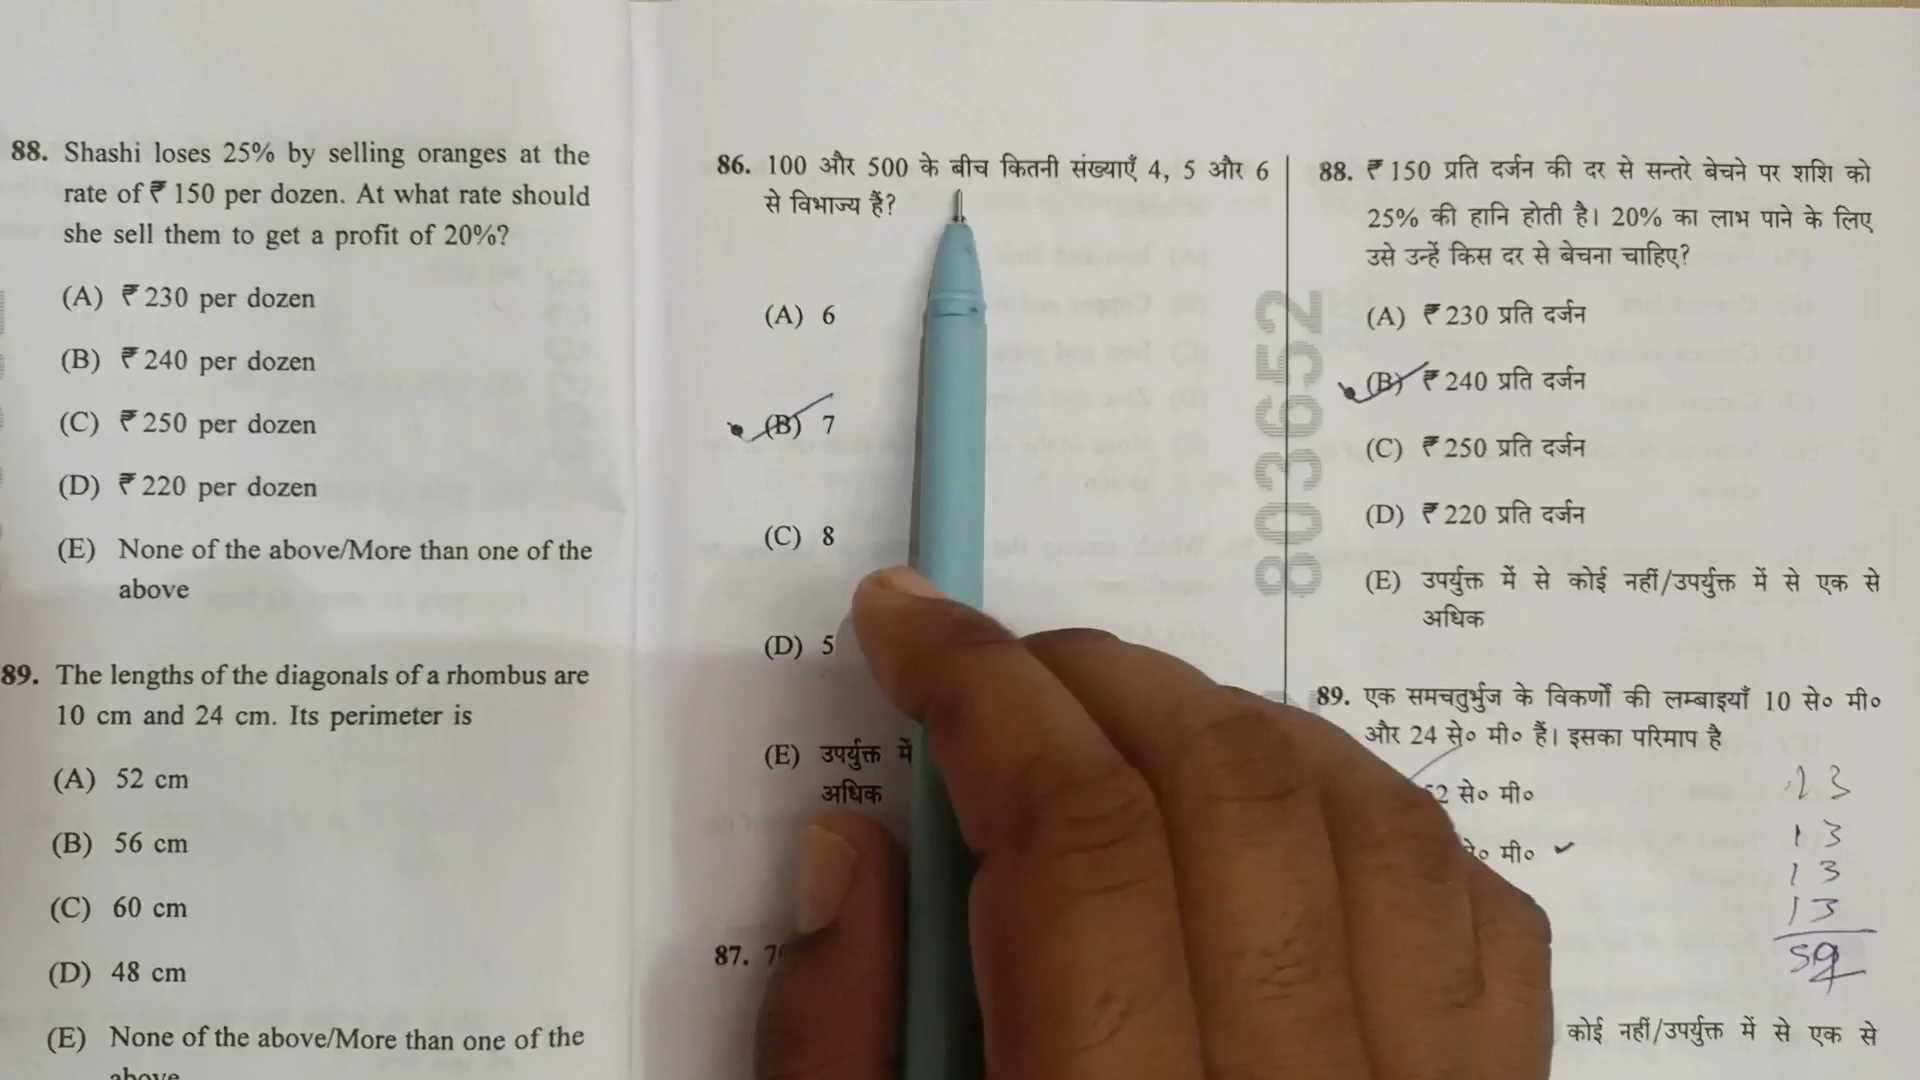 88. Shashi loses 25% by selling oranges at the
rate of ₹ 150 per dozen. At what rate should
she sell them to get a profit of 20%?
(A) ₹ 230 per dozen
(B) ₹ 240 per dozen
(C) ₹ 250 per dozen
(D) ₹ 220 per dozen
(E) None of the above/More than one of the
above
89. The lengths of the diagonals of a rhombus are
10 cm and 24 cm. Its perimeter is
(A) 52 cm
(B) 56 cm
(C) 60 cm
(D) 48 cm
(E) None of the above/More than one of the
above
86. 100 और 500 के बीच कितनी संख्याएँ 4, 5 और 6
से विभाज्य हैं?
(A) 6
(B) 7
(C) 8
(D) 5
(E) उपर्युक्त में
अधिक
87.
803652
88. ₹ 150 प्रति दर्जन की दर से सन्तरे बेचने पर शशि को
25% की हानि होती है। 20% का लाभ पाने के लिए
उसे उन्हें किस दर से बेचना चाहिए?
(A) ₹ 230 प्रति दर्जन
(B) ₹ 240 प्रति दर्जन
(C) ₹ 250 प्रति दर्जन
(D) ₹ 220 प्रति दर्जन
(E) उपर्युक्त में से कोई नहीं/उपर्युक्त में से एक से
अधिक
89. एक समचतुर्भुज के विकर्णों की लम्बाइयाँ 10 से० मी०
और 24 से० मी० हैं। इसका परिमाप है
52 से० मी०
से० मी०
13
13
13
13
कोई नहीं/उपर्युक्त में से एक से